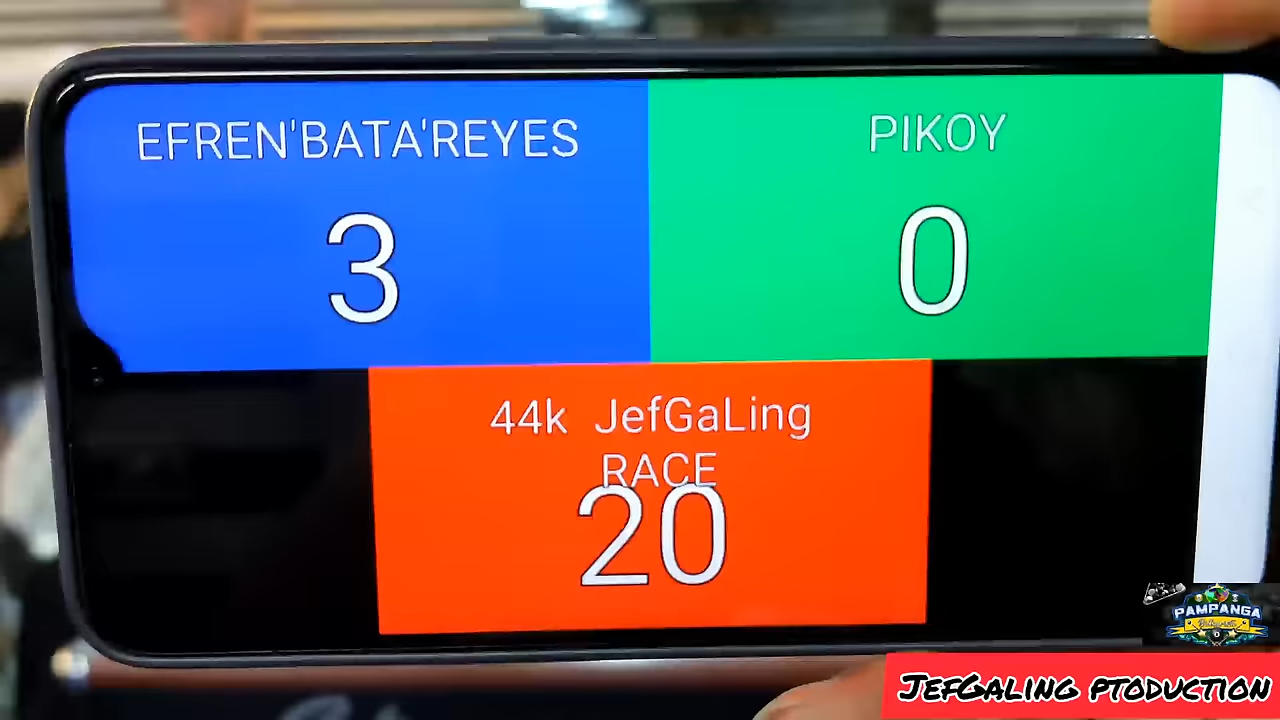 EFREN'BATA'REYES
3
PIKOY
0
44k JefGaLing
RACE
20
PAMPANGA
JEFGALING PTODUCTION